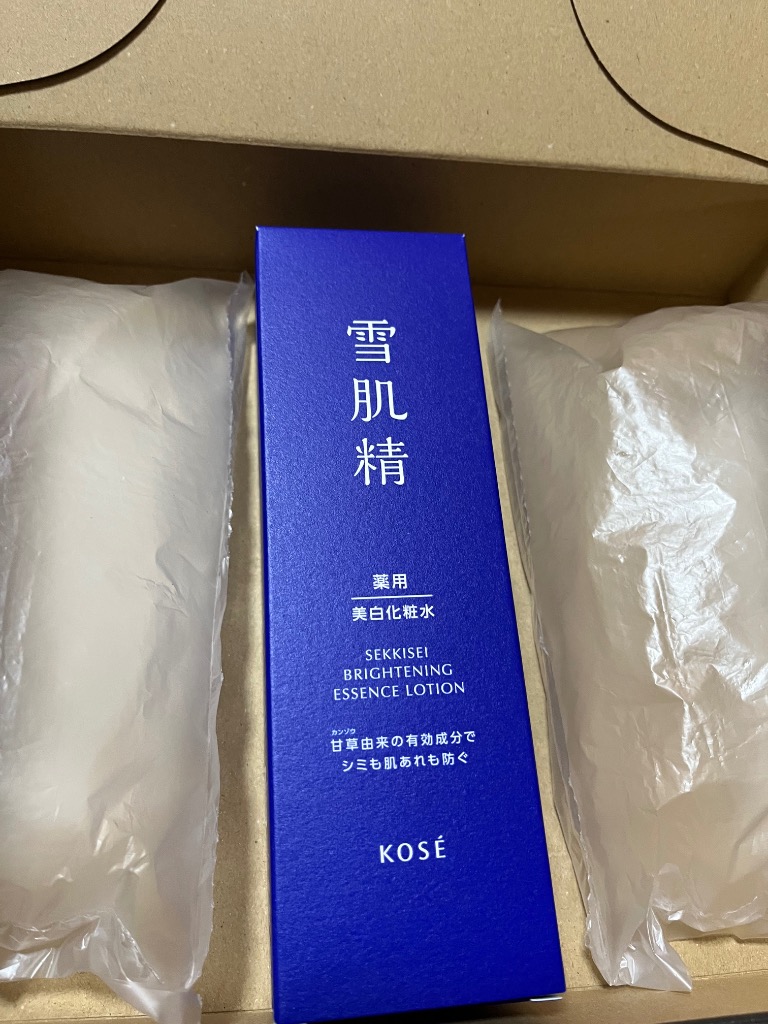 雪肌精
薬用
美白化粧水
SEKKISEI
BRIGHTENING
ESSENCE LOTION
カンゾウ
甘草由来の有効成分で
シミも肌あれも防ぐ
KOSÉ